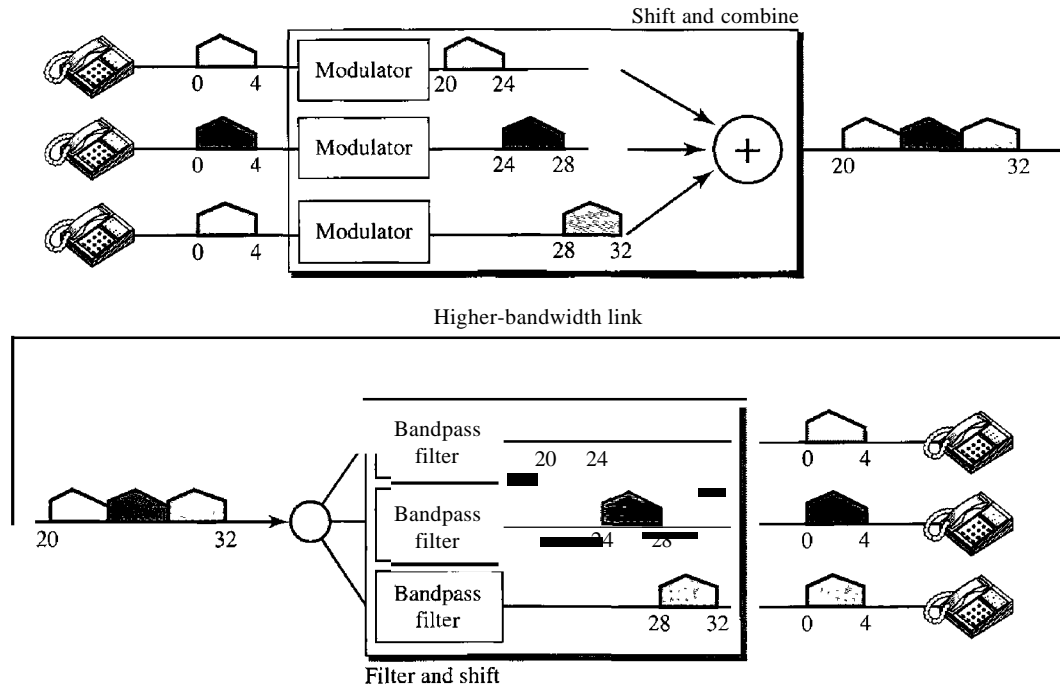 Shift and combine
Modulator
0 4
20 24
Modulator
0 4
24 28
+
20 32
Modulator
0 4
28 32
Higher-bandwidth link
Bandpass
filter
20 24
0 4
Bandpass
filter
24 28
0 4
20 32
Bandpass
filter
28 32
0 4
Filter and shift